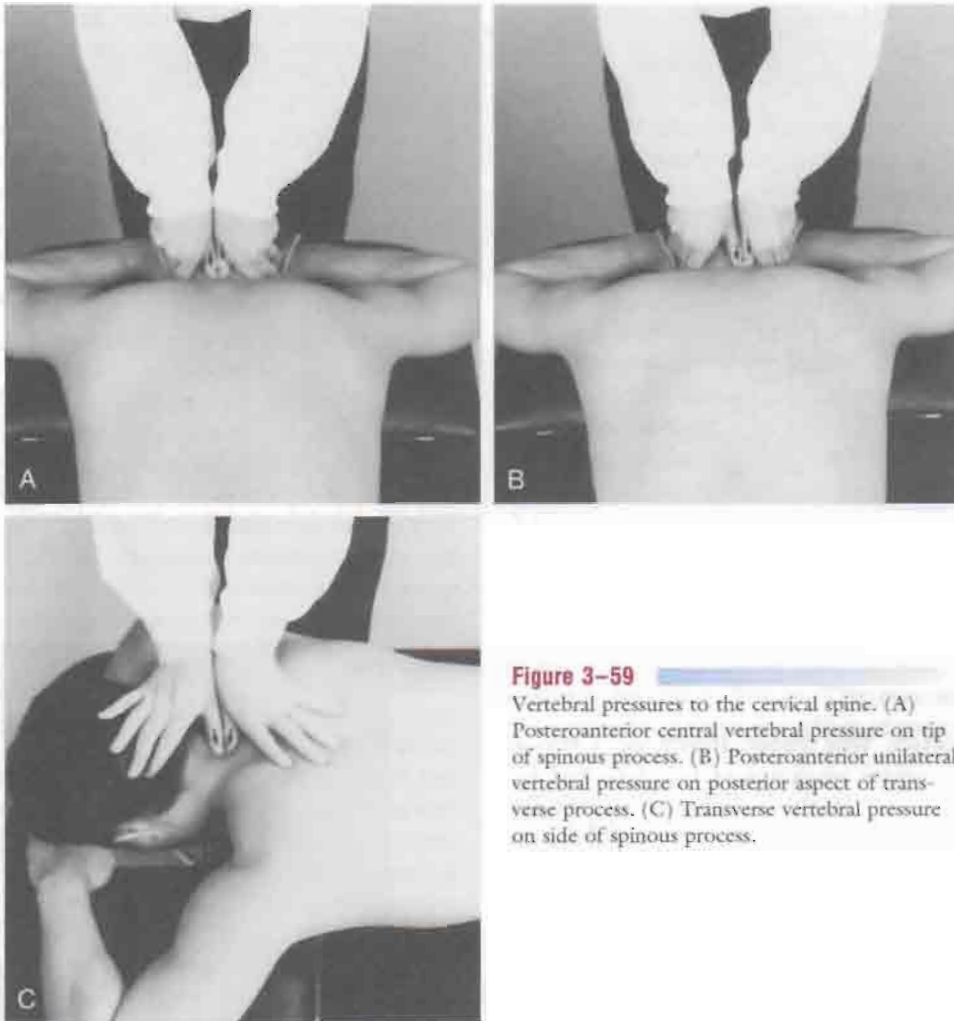 A
B
C
Figure 3–59
Vertebral pressures to the cervical spine. (A)
Posteroanterior central vertebral pressure on tip
of spinous process. (B) Posteroanterior unilateral
vertebral pressure on posterior aspect of trans-
verse process. (C) Transverse vertebral pressure
on side of spinous process.